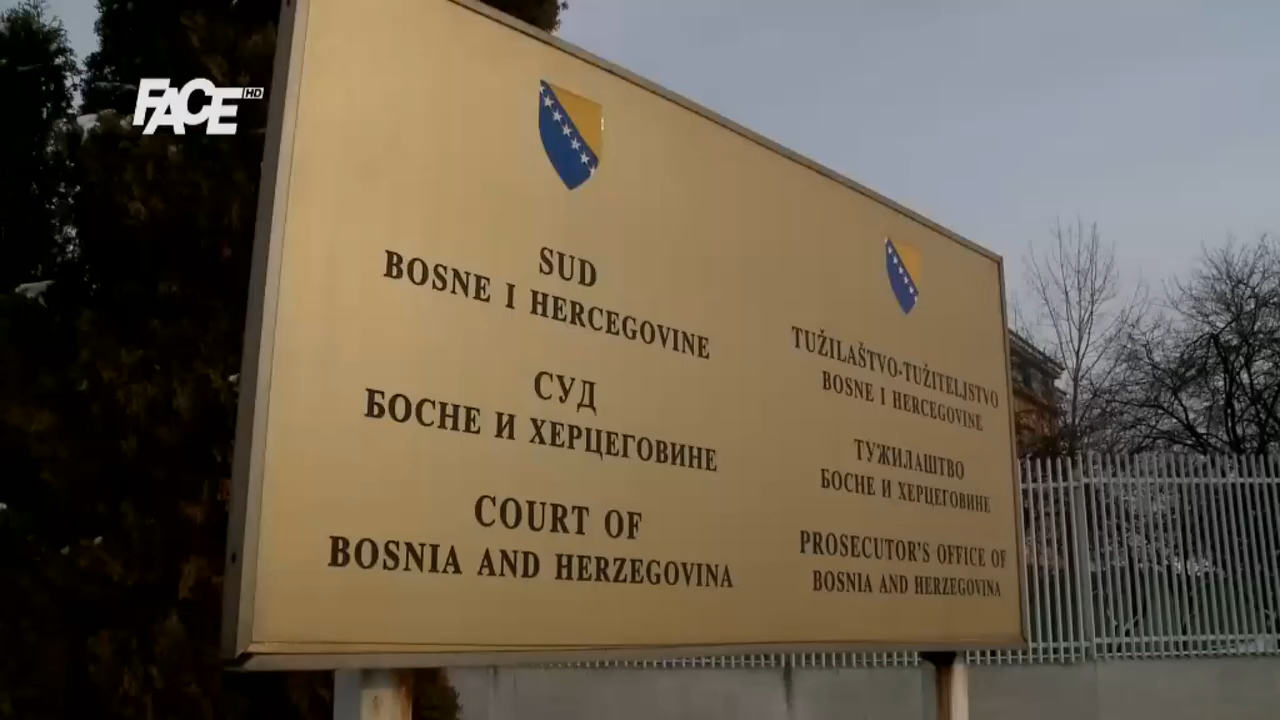 FACE HD
SUD
BOSNE I HERCEGOVINE
СУД
БОСНЕ И ХЕРЦЕГОВИНЕ
COURT OF
BOSNIA AND HERZEGOVINA
TUŽILAŠTVO-TUŽITELJSTVO
BOSNE I HERCEGOVINE
ТУЖИЛАШТВО
БОСНЕ И ХЕРЦЕГОВИНЕ
PROSECUTOR'S OFFICE OF
BOSNIA AND HERZEGOVINA